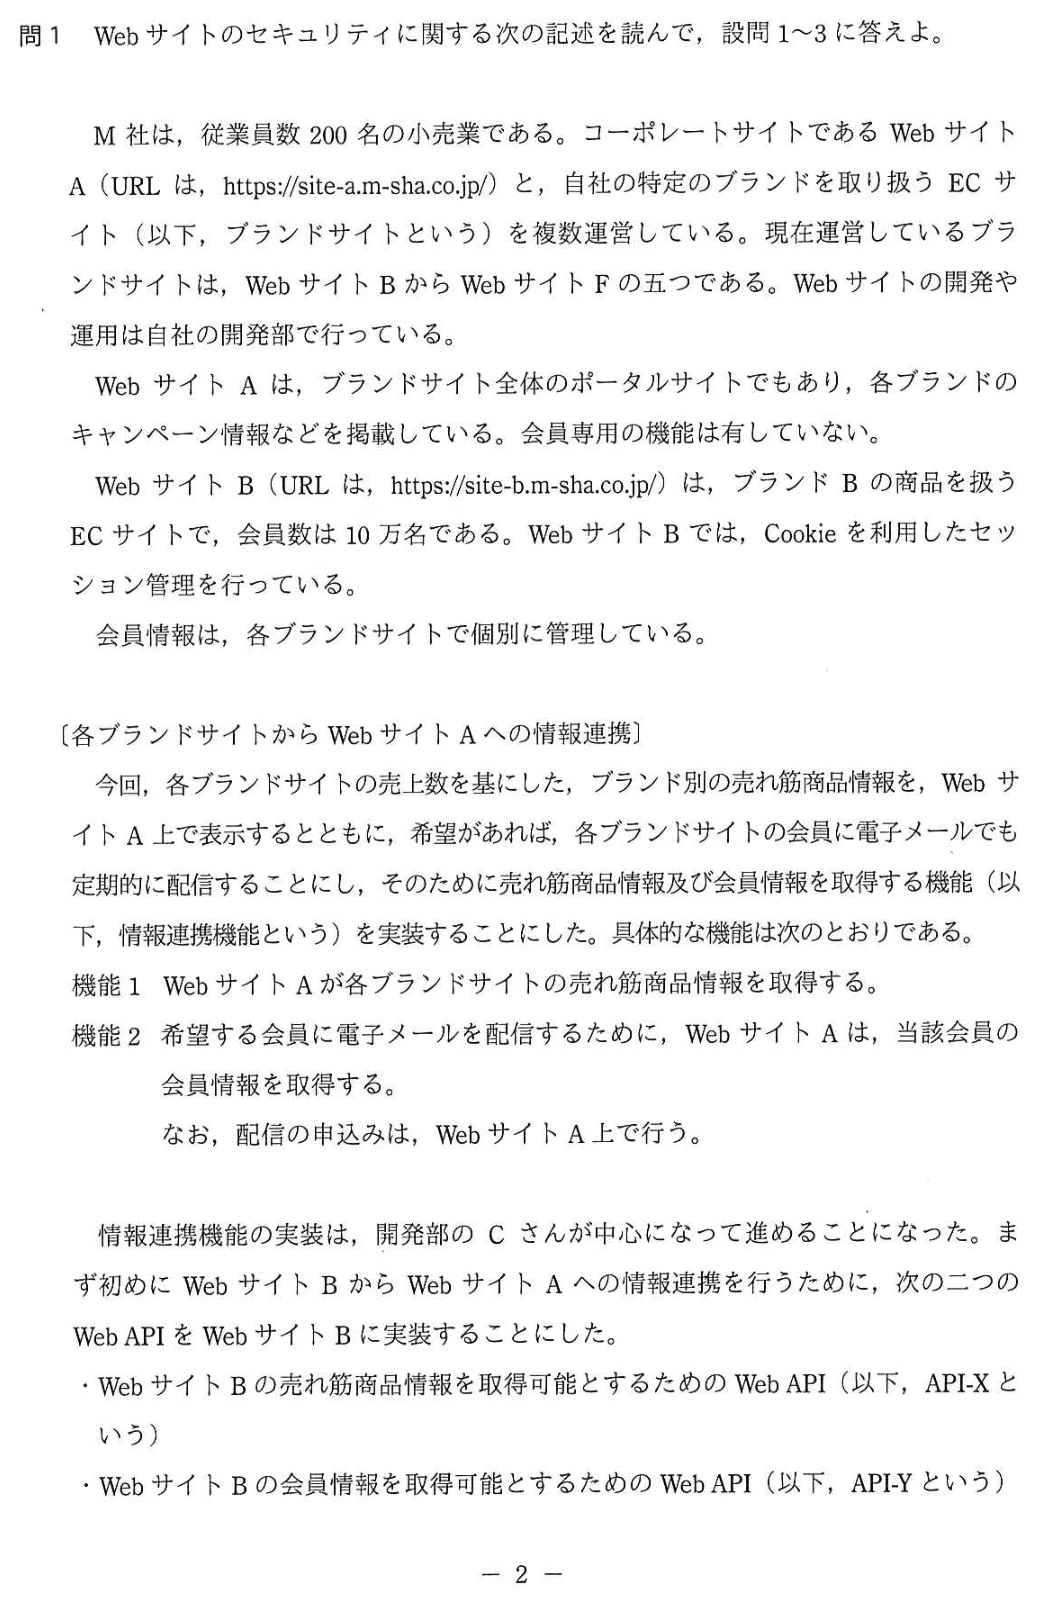 問1 Webサイトのセキュリティに関する次の記述を読んで，設問1～3に答えよ。
M社は，従業員数200名の小売業である。コーポレートサイトであるWebサイト
A（URLは，https://site-a.m-sha.co.jp/）と，自社の特定のブランドを取り扱うECサ
イト（以下，ブランドサイトという）を複数運営している。現在運営しているブラ
ンドサイトは，WebサイトBからWebサイトFの五つである。Webサイトの開発や
運用は自社の開発部で行っている。
WebサイトAは，ブランドサイト全体のポータルサイトでもあり，各ブランドの
キャンペーン情報などを掲載している。会員専用の機能は有していない。
WebサイトB（URLは，https://site-b.m-sha.co.jp/）は，ブランドBの商品を扱う
ECサイトで，会員数は10万名である。WebサイトBでは，Cookieを利用したセッ
ション管理を行っている。
会員情報は，各ブランドサイトで個別に管理している。
〔各ブランドサイトからWebサイトAへの情報連携〕
今回，各ブランドサイトの売上数を基にした，ブランド別の売れ筋商品情報を，Webサ
イトA上で表示するとともに，希望があれば，各ブランドサイトの会員に電子メールでも
定期的に配信することにし，そのために売れ筋商品情報及び会員情報を取得する機能（以
下，情報連携機能という）を実装することにした。具体的な機能は次のとおりである。
機能1 WebサイトAが各ブランドサイトの売れ筋商品情報を取得する。
機能2 希望する会員に電子メールを配信するために，WebサイトAは，当該会員の
会員情報を取得する。
なお，配信の申込みは，WebサイトA上で行う。
情報連携機能の実装は，開発部のCさんが中心になって進めることになった。ま
ず初めにWebサイトBからWebサイトAへの情報連携を行うために，次の二つの
Web APIをWebサイトBに実装することにした。
・WebサイトBの売れ筋商品情報を取得可能とするためのWeb API（以下，API-Xと
いう）
・WebサイトBの会員情報を取得可能とするためのWeb API（以下，API-Yという）
－ 2 －